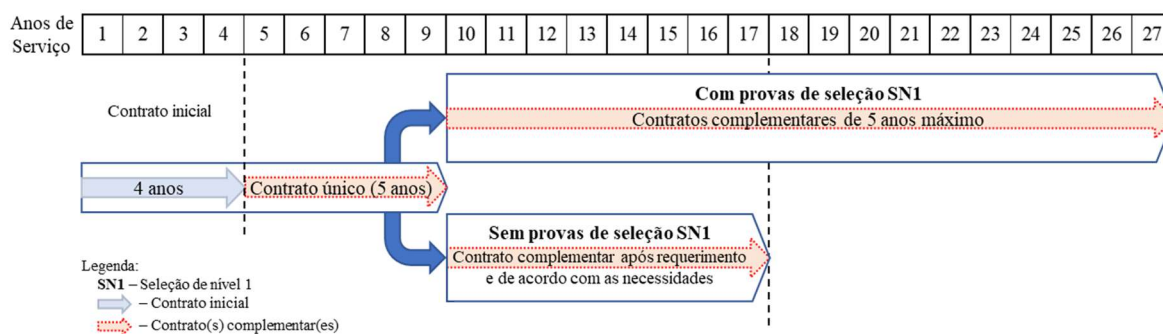 Anos de
Serviço
1 2 3 4 5 6 7 8 9 10 11 12 13 14 15 16 17 18 19 20 21 22 23 24 25 26 27
Contrato inicial
Com provas de seleção SN1
Contratos complementares de 5 anos máximo
4 anos
Contrato único (5 anos)
Sem provas de seleção SN1
Contrato complementar após requerimento
e de acordo com as necessidades
Legenda:
SN1 – Seleção de nível 1
– Contrato inicial
– Contrato(s) complementar(es)